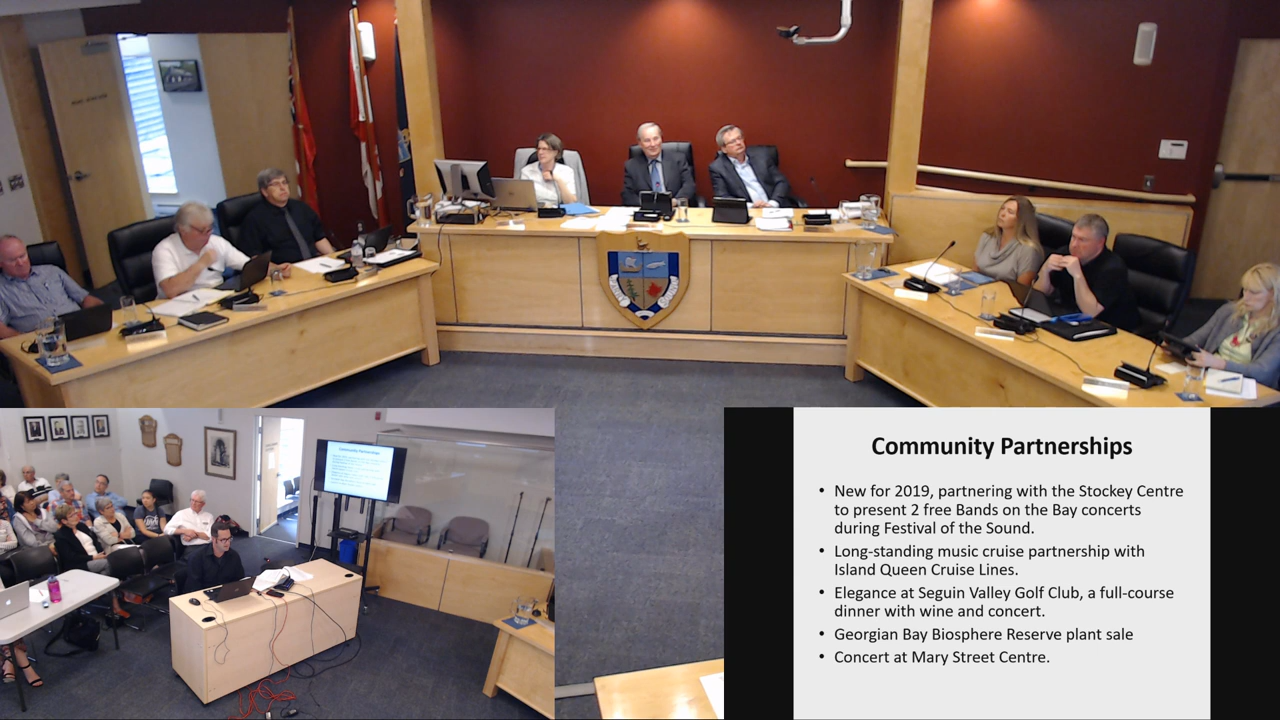 Community Partnerships
• New for 2019, partnering with the Stockey Centre
to present 2 free Bands on the Bay concerts
during Festival of the Sound.
• Long-standing music cruise partnership with
Island Queen Cruise Lines.
• Elegance at Seguin Valley Golf Club, a full-course
dinner with wine and concert.
• Georgian Bay Biosphere Reserve plant sale
• Concert at Mary Street Centre.
Community Partnerships